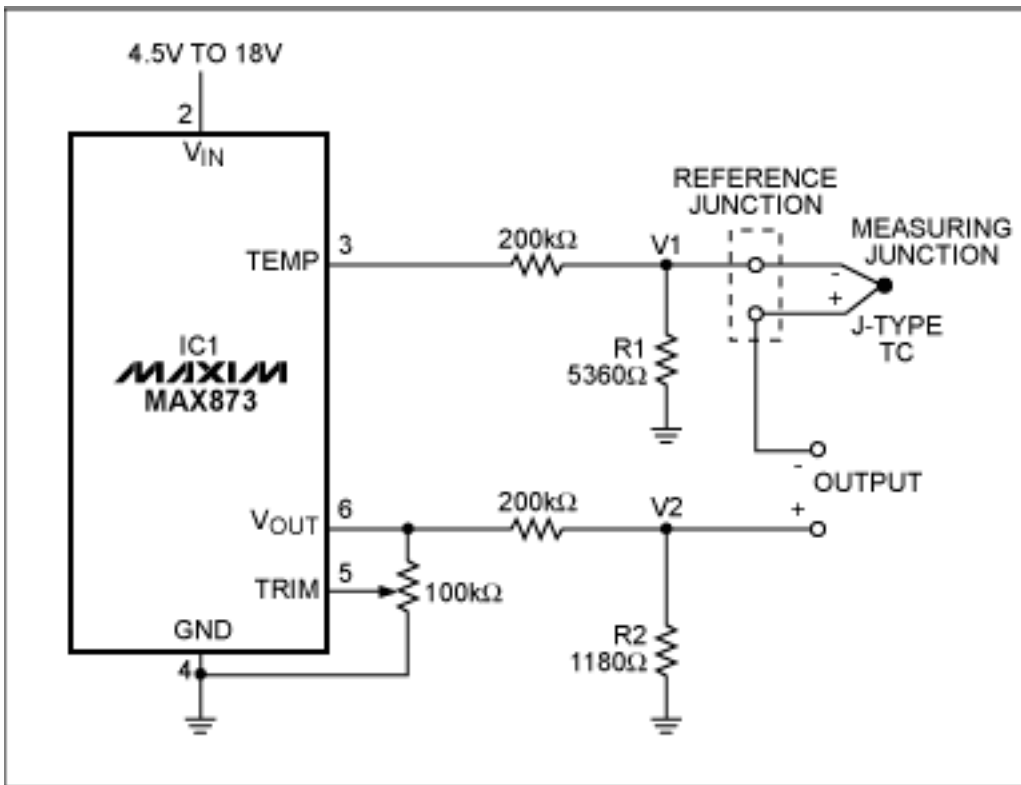 4.5V TO 18V
2
VIN
REFERENCE
JUNCTION
MEASURING
JUNCTION
TEMP
3
200kΩ
V1
-
+
J-TYPE
TC
IC1
MAXIM
MAX873
R1
5360Ω
-
OUTPUT
+
VOUT
6
200kΩ
V2
TRIM
5
100kΩ
GND
4
R2
1180Ω